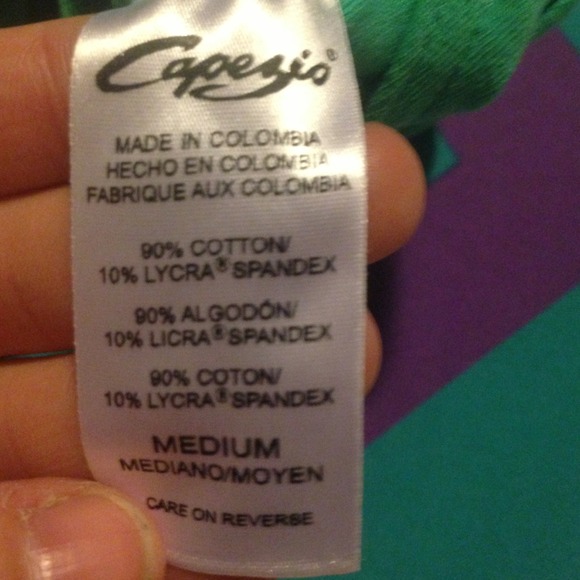 Capezio®
MADE IN COLOMBIA
HECHO EN COLOMBIA
FABRIQUE AUX COLOMBIA
90% COTTON/
10% LYCRA® SPANDEX
90% ALGODÓN/
10% LICRA® SPANDEX
90% COTON/
10% LYCRA® SPANDEX
MEDIUM
MEDIANO/MOYEN
CARE ON REVERSE